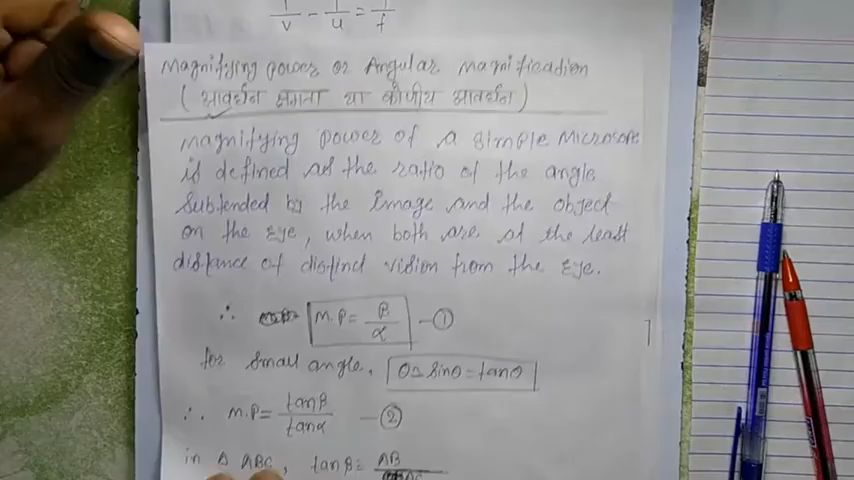 1/v - 1/u = 1/f
Magnifying power or Angular magnification
(आवर्धन क्षमता या कोणीय आवर्धन)
Magnifying power of a simple Microscope
is defined as the ratio of the angle
subtended by the Image and the object
on the Eye, when both are at the least
distance of distinct vision from the Eye.
∴ M.P = β/α —①
for small angle, θ ≃ sinθ = tanθ
∴ M.P = tanβ/tanα —②
in Δ ABC, tanβ = AB